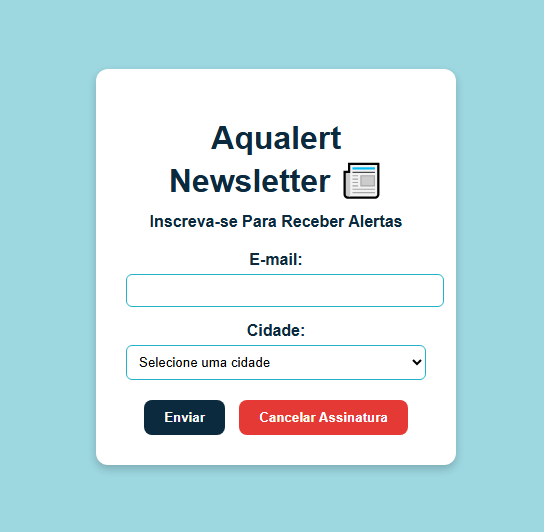 Aqualert
Newsletter
Inscreva-se Para Receber Alertas
E-mail:
Cidade:
Selecione uma cidade
Enviar
Cancelar Assinatura